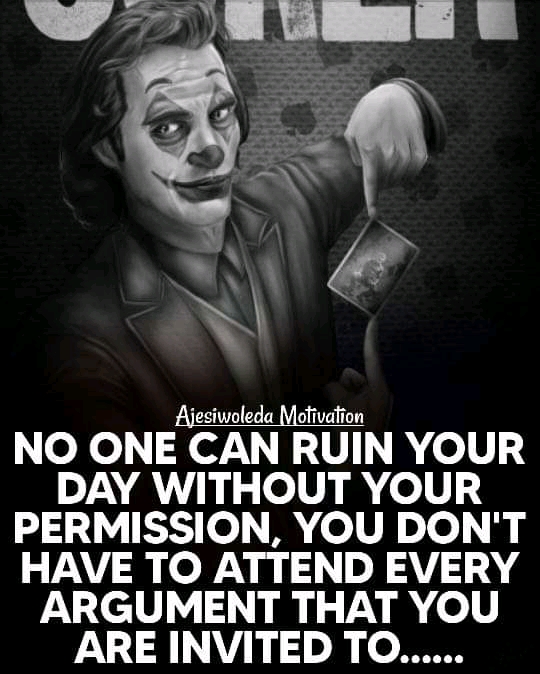 JOKER
Ajesiwoleda Motivation
NO ONE CAN RUIN YOUR
DAY WITHOUT YOUR
PERMISSION, YOU DON'T
HAVE TO ATTEND EVERY
ARGUMENT THAT YOU
ARE INVITED TO......